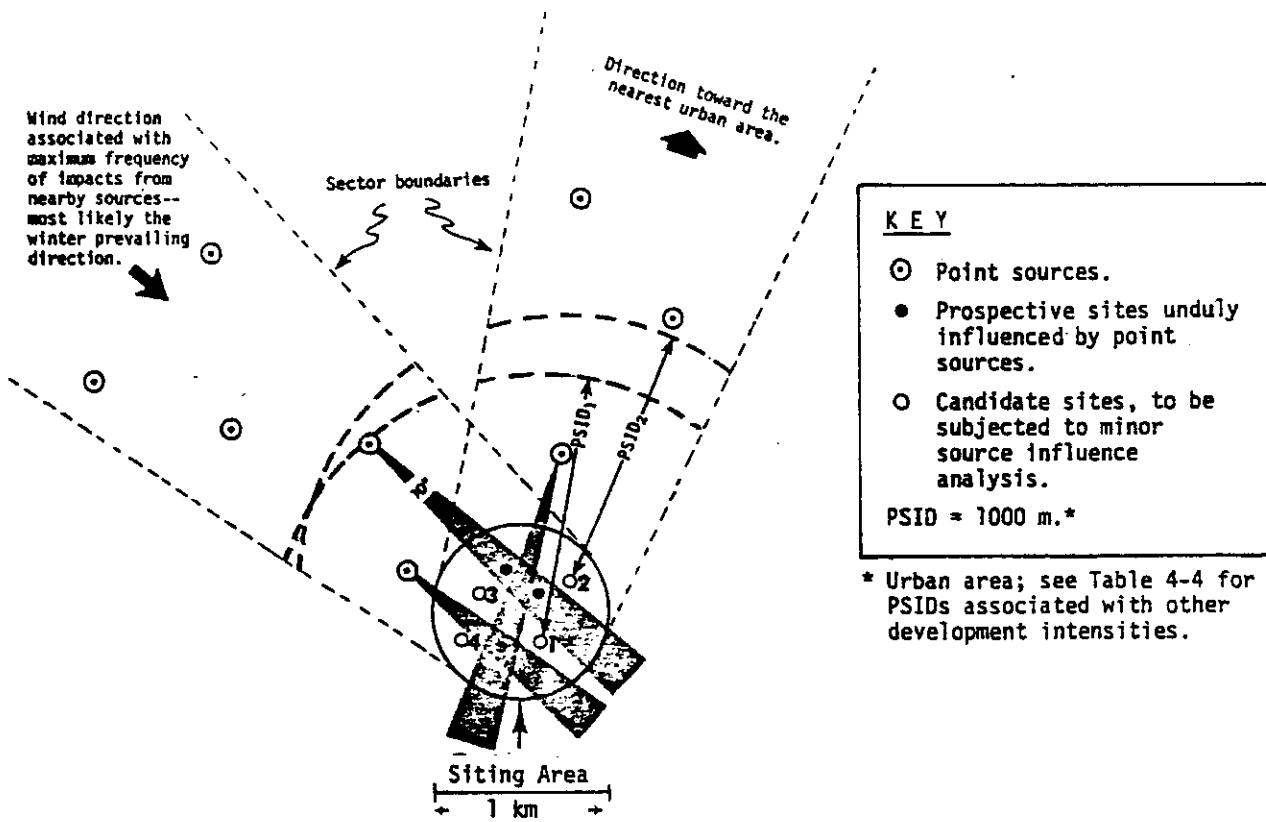 Wind direction
associated with
maximum frequency
of impacts from
nearby sources--
most likely the
winter prevailing
direction.
Sector boundaries
Direction toward the
nearest urban area.
PSID₁
PSID₂
2
3
4
1
Siting Area
1 km
K E Y
Point sources.
Prospective sites unduly
influenced by point
sources.
Candidate sites, to be
subjected to minor
source influence
analysis.
PSID = 1000 m.*
* Urban area; see Table 4-4 for
PSIDs associated with other
development intensities.